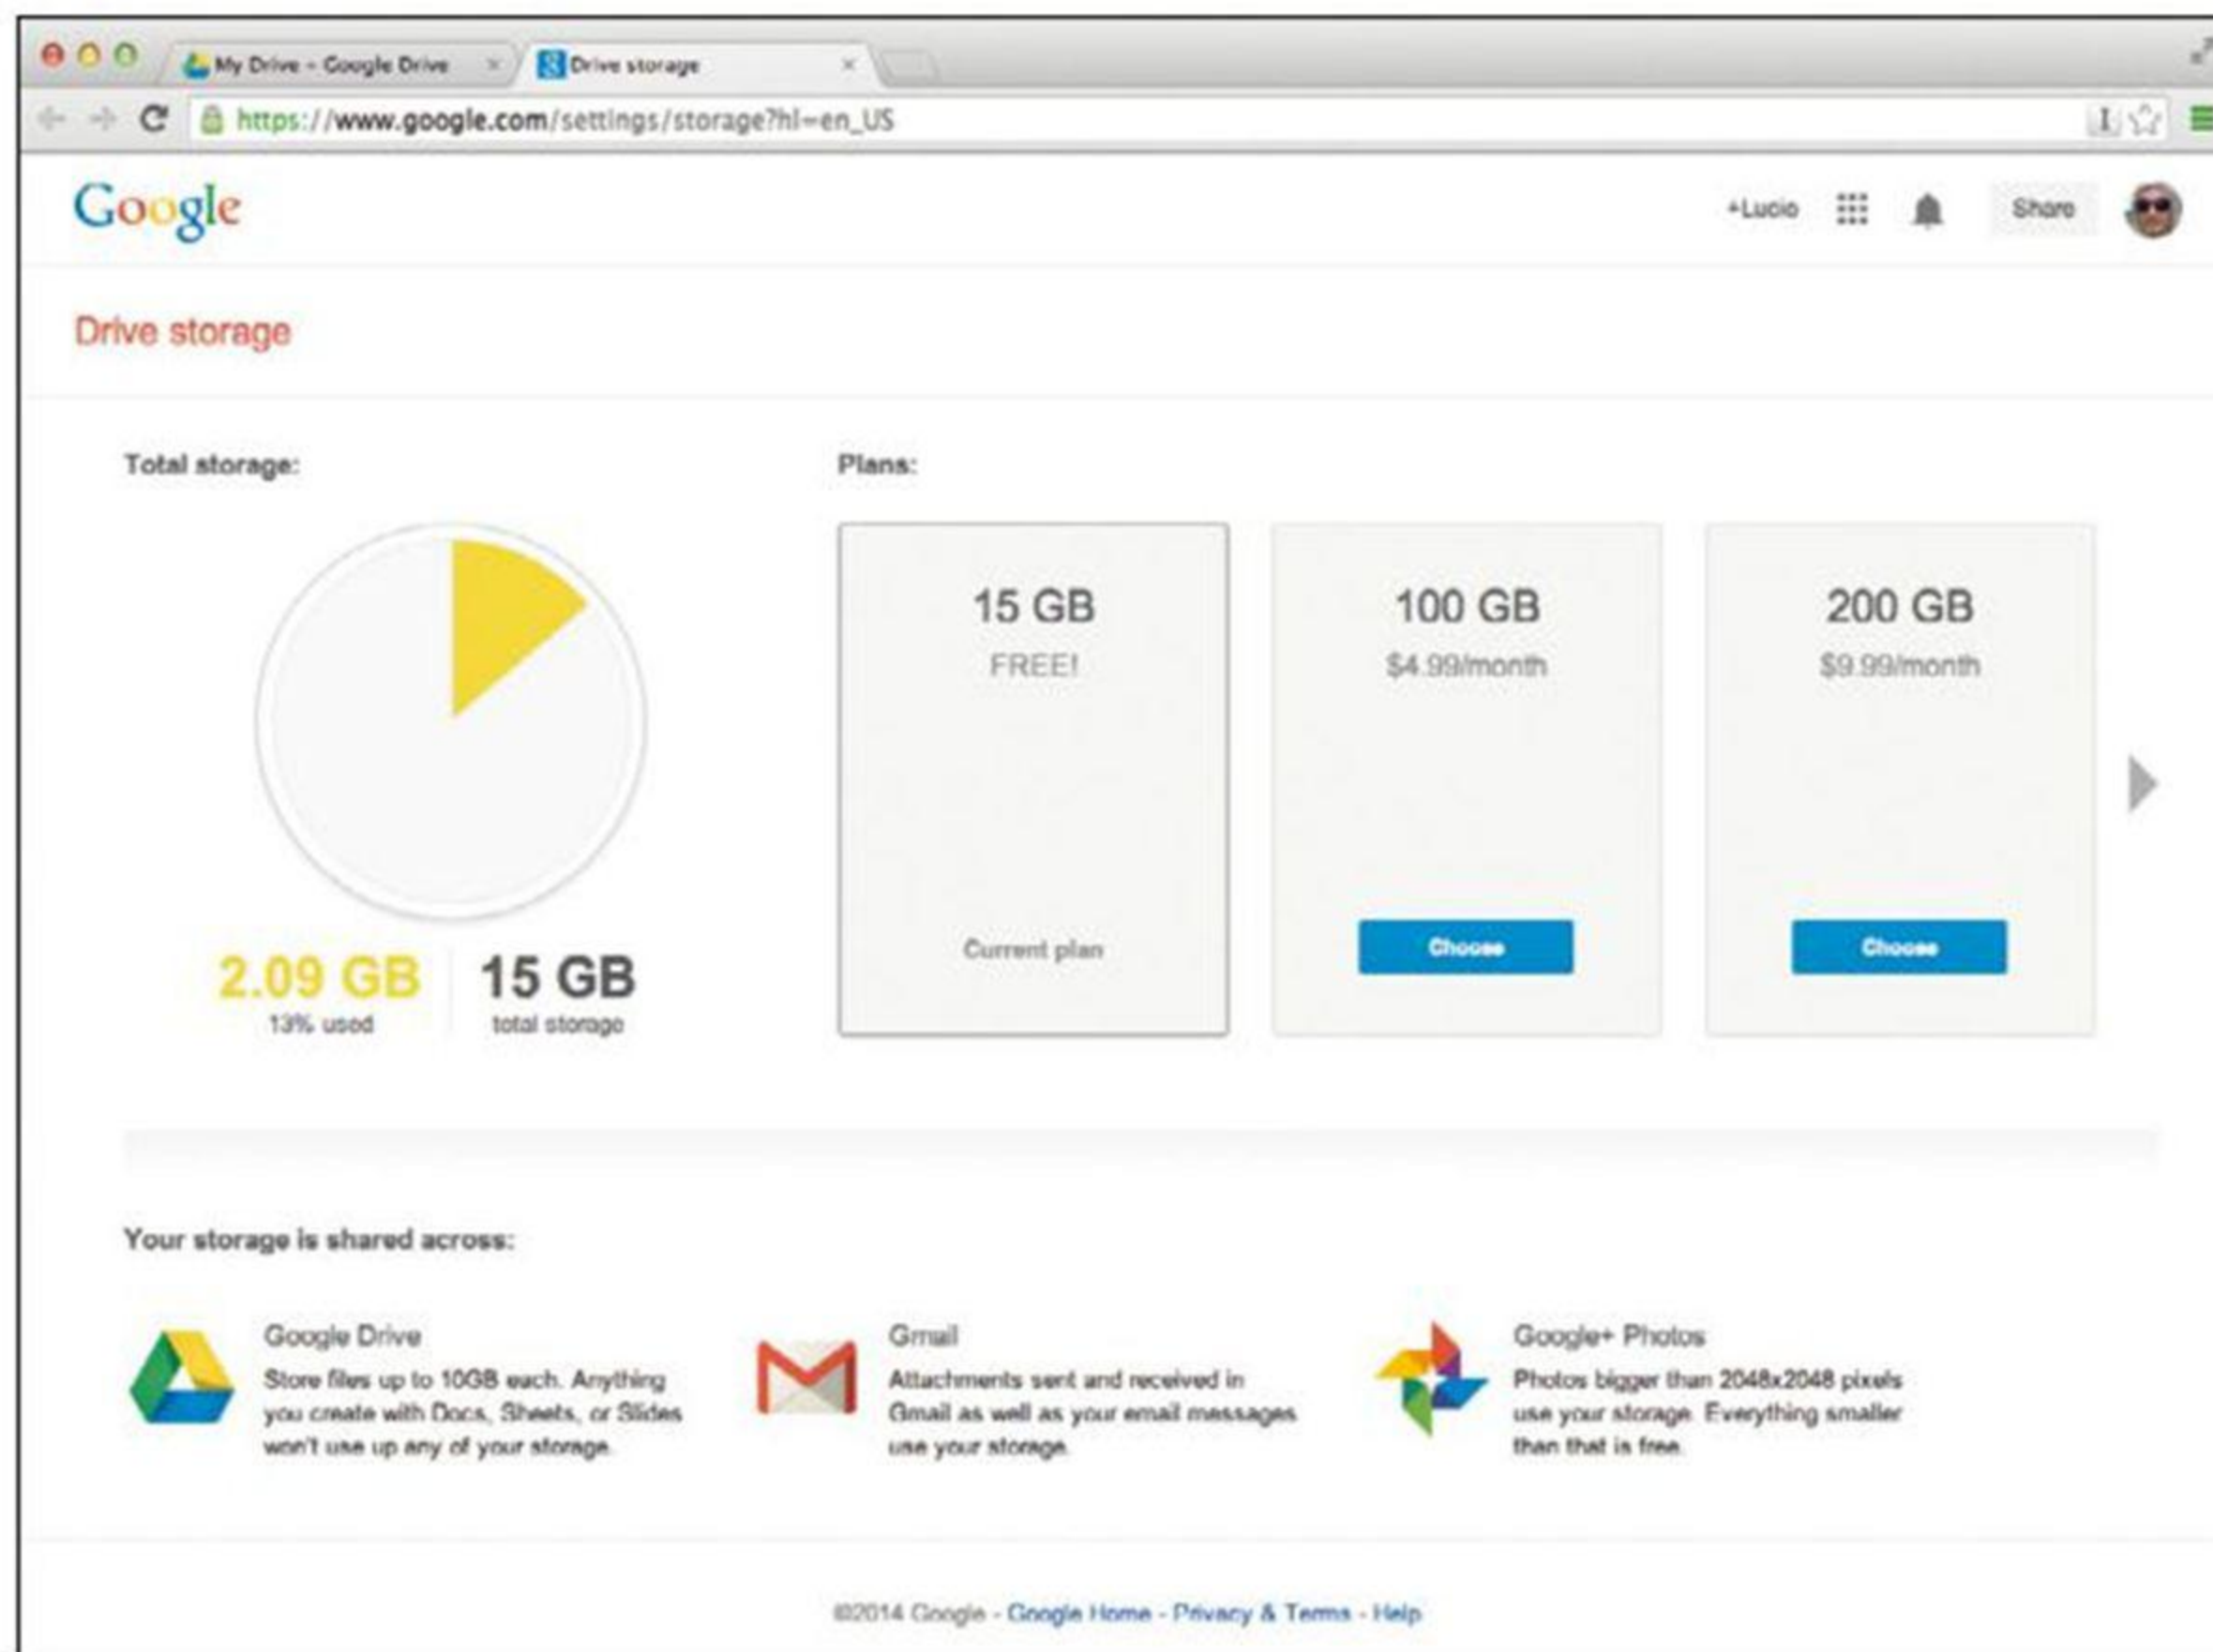 My Drive - Google Drive
Drive storage
https://www.google.com/settings/storage?hl=en_US
Google
+Lucio
Share
Drive storage
Total storage:
Plans:
15 GB
FREE!
Current plan
100 GB
$4.99/month
Choose
200 GB
$9.99/month
Choose
2.09 GB
13% used
15 GB
total storage
Your storage is shared across:
Google Drive
Store files up to 10GB each. Anything
you create with Docs, Sheets, or Slides
won't use up any of your storage.
Gmail
Attachments sent and received in
Gmail as well as your email messages
use your storage.
Google+ Photos
Photos bigger than 2048x2048 pixels
use your storage. Everything smaller
than that is free.
©2014 Google - Google Home - Privacy & Terms - Help